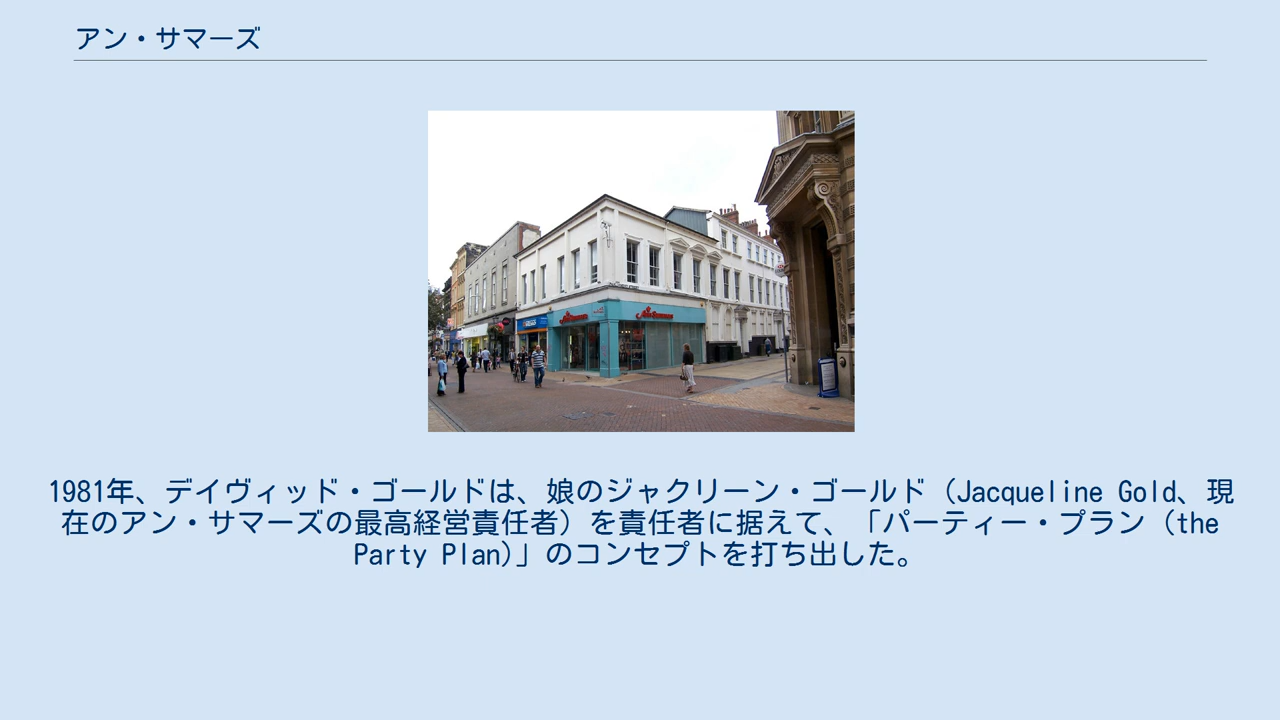 アン・サマーズ
Ann Summers
Ann Summers
1981年、デイヴィッド・ゴールドは、娘のジャクリーン・ゴールド（Jacqueline Gold、現
在のアン・サマーズの最高経営責任者）を責任者に据えて、「パーティー・プラン（the
Party Plan)」のコンセプトを打ち出した。